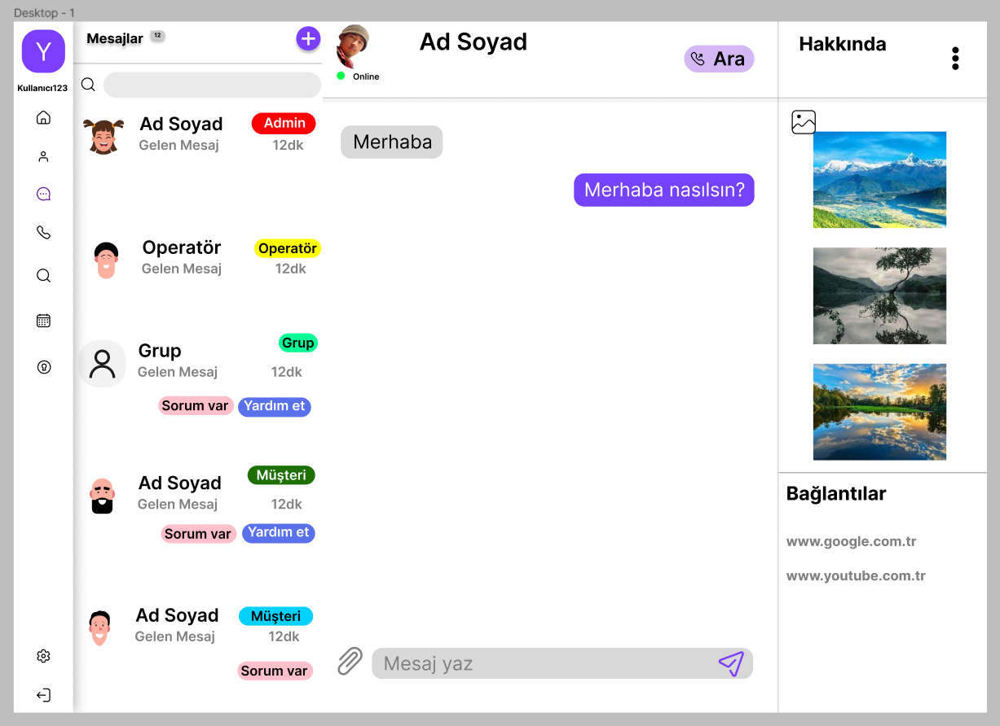 Desktop - 1
Y
Kullanıcı123
Mesajlar 12
Ad Soyad Admin
Gelen Mesaj 12dk
Operatör Operatör
Gelen Mesaj 12dk
Grup Grup
Gelen Mesaj 12dk
Sorum var Yardım et
Ad Soyad Müşteri
Gelen Mesaj 12dk
Sorum var Yardım et
Ad Soyad Müşteri
Gelen Mesaj 12dk
Sorum var
Ad Soyad
Online
Ara
Merhaba
Merhaba nasılsın?
Mesaj yaz
Hakkında
Bağlantılar
www.google.com.tr
www.youtube.com.tr